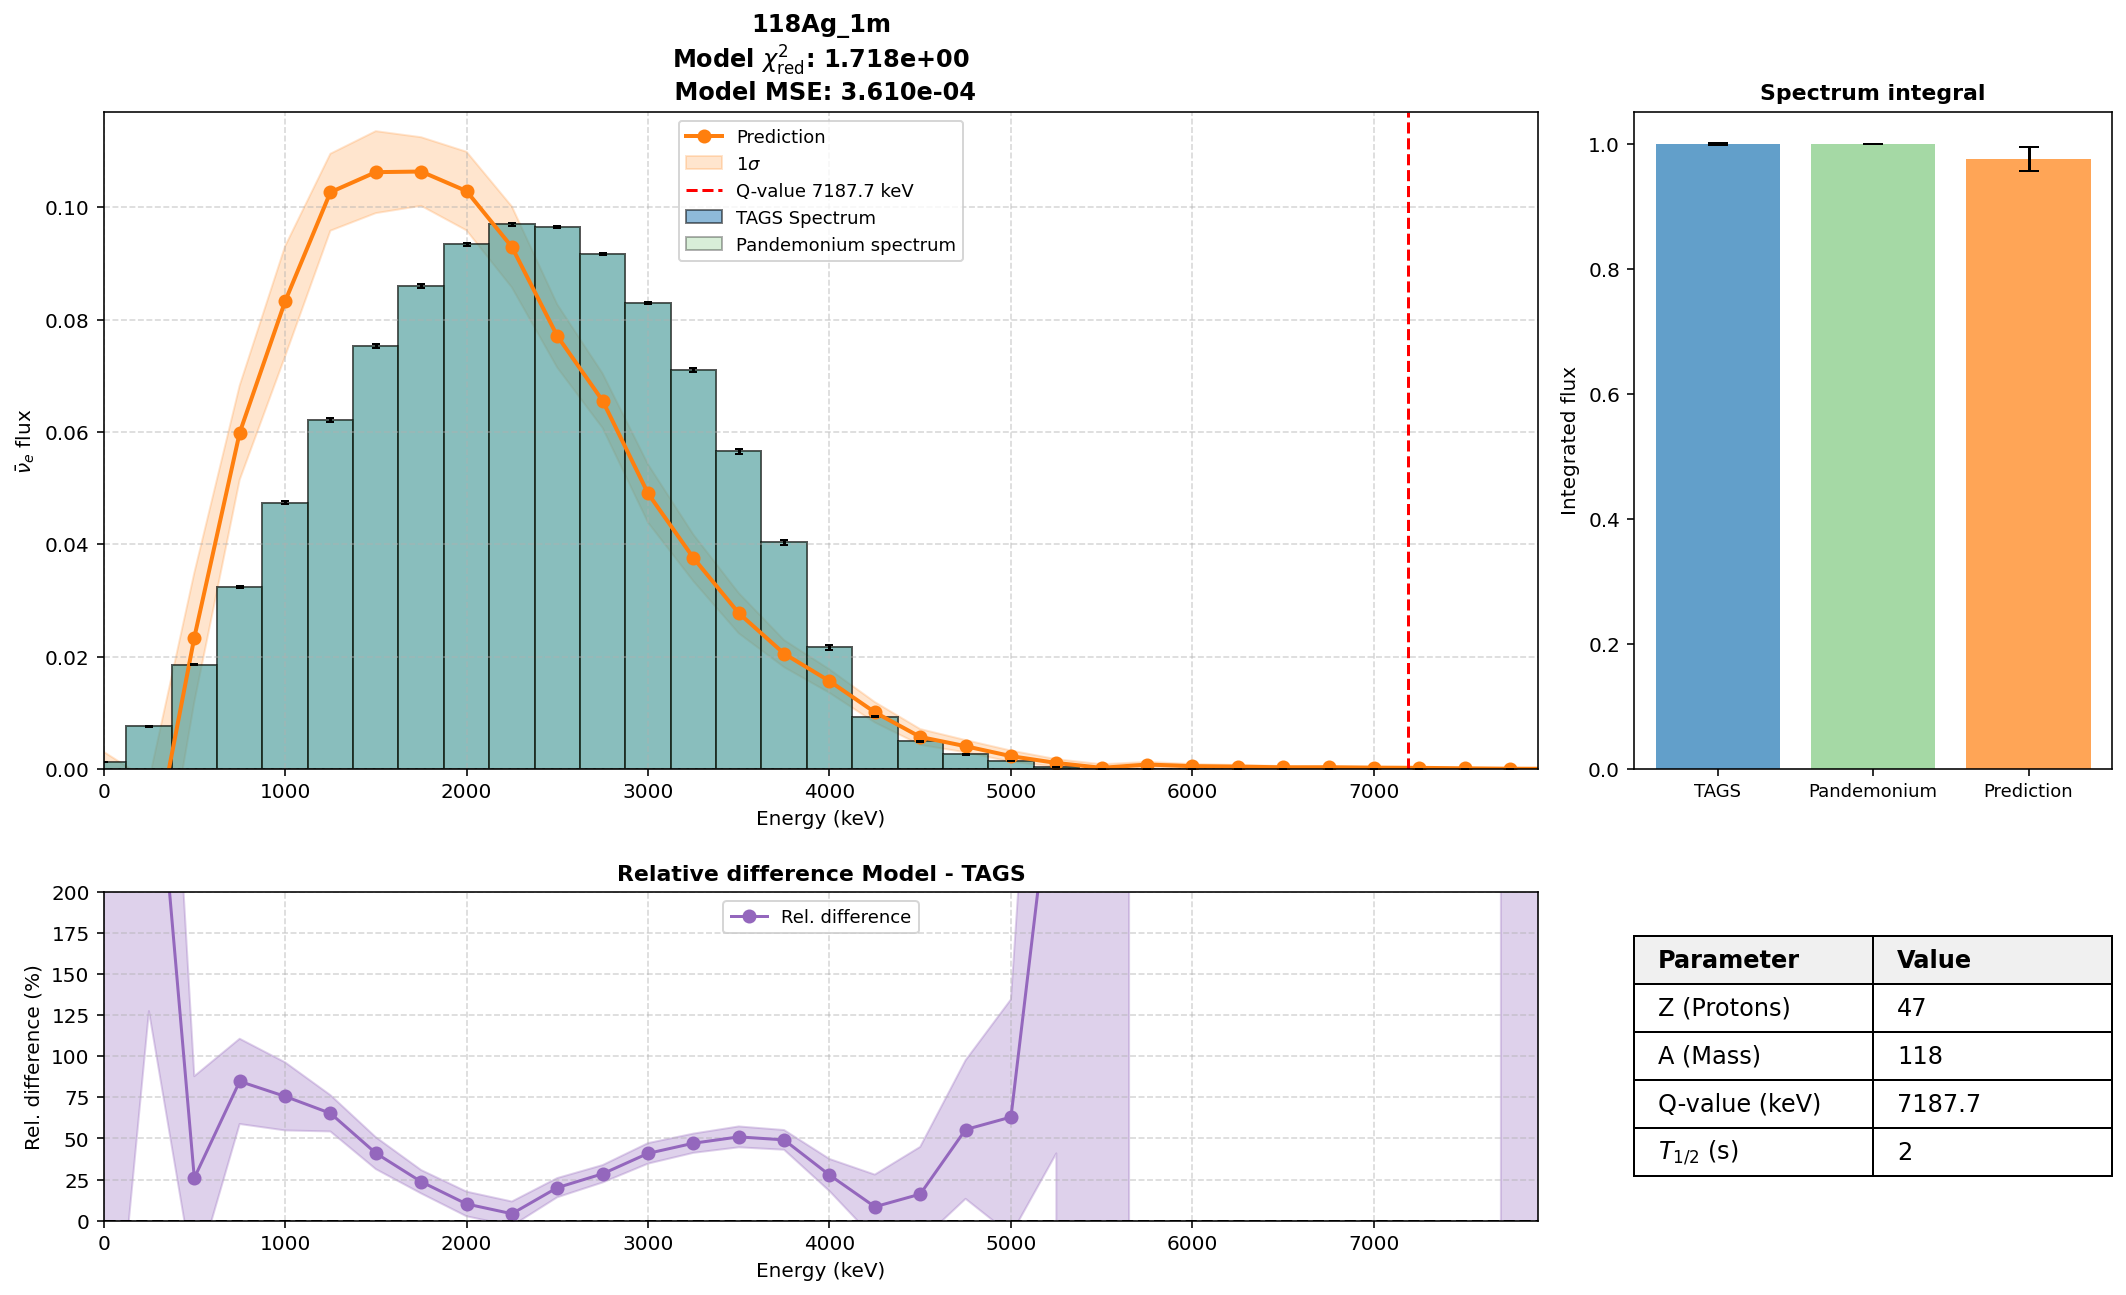 118Ag_1m
Model χ²red: 1.718e+00
Model MSE: 3.610e-04
Prediction
1σ
Q-value 7187.7 keV
TAGS Spectrum
Pandemonium spectrum
0.10
0.08
0.06
0.04
0.02
0.00
ν̄e flux
0 1000 2000 3000 4000 5000 6000 7000
Energy (keV)
Spectrum integral
1.0
0.8
0.6
0.4
0.2
0.0
Integrated flux
TAGS Pandemonium Prediction
Relative difference Model - TAGS
Rel. difference
200
175
150
125
100
75
50
25
0
Rel. difference (%)
0 1000 2000 3000 4000 5000 6000 7000
Energy (keV)
Parameter Value
Z (Protons) 47
A (Mass) 118
Q-value (keV) 7187.7
T1/2 (s) 2